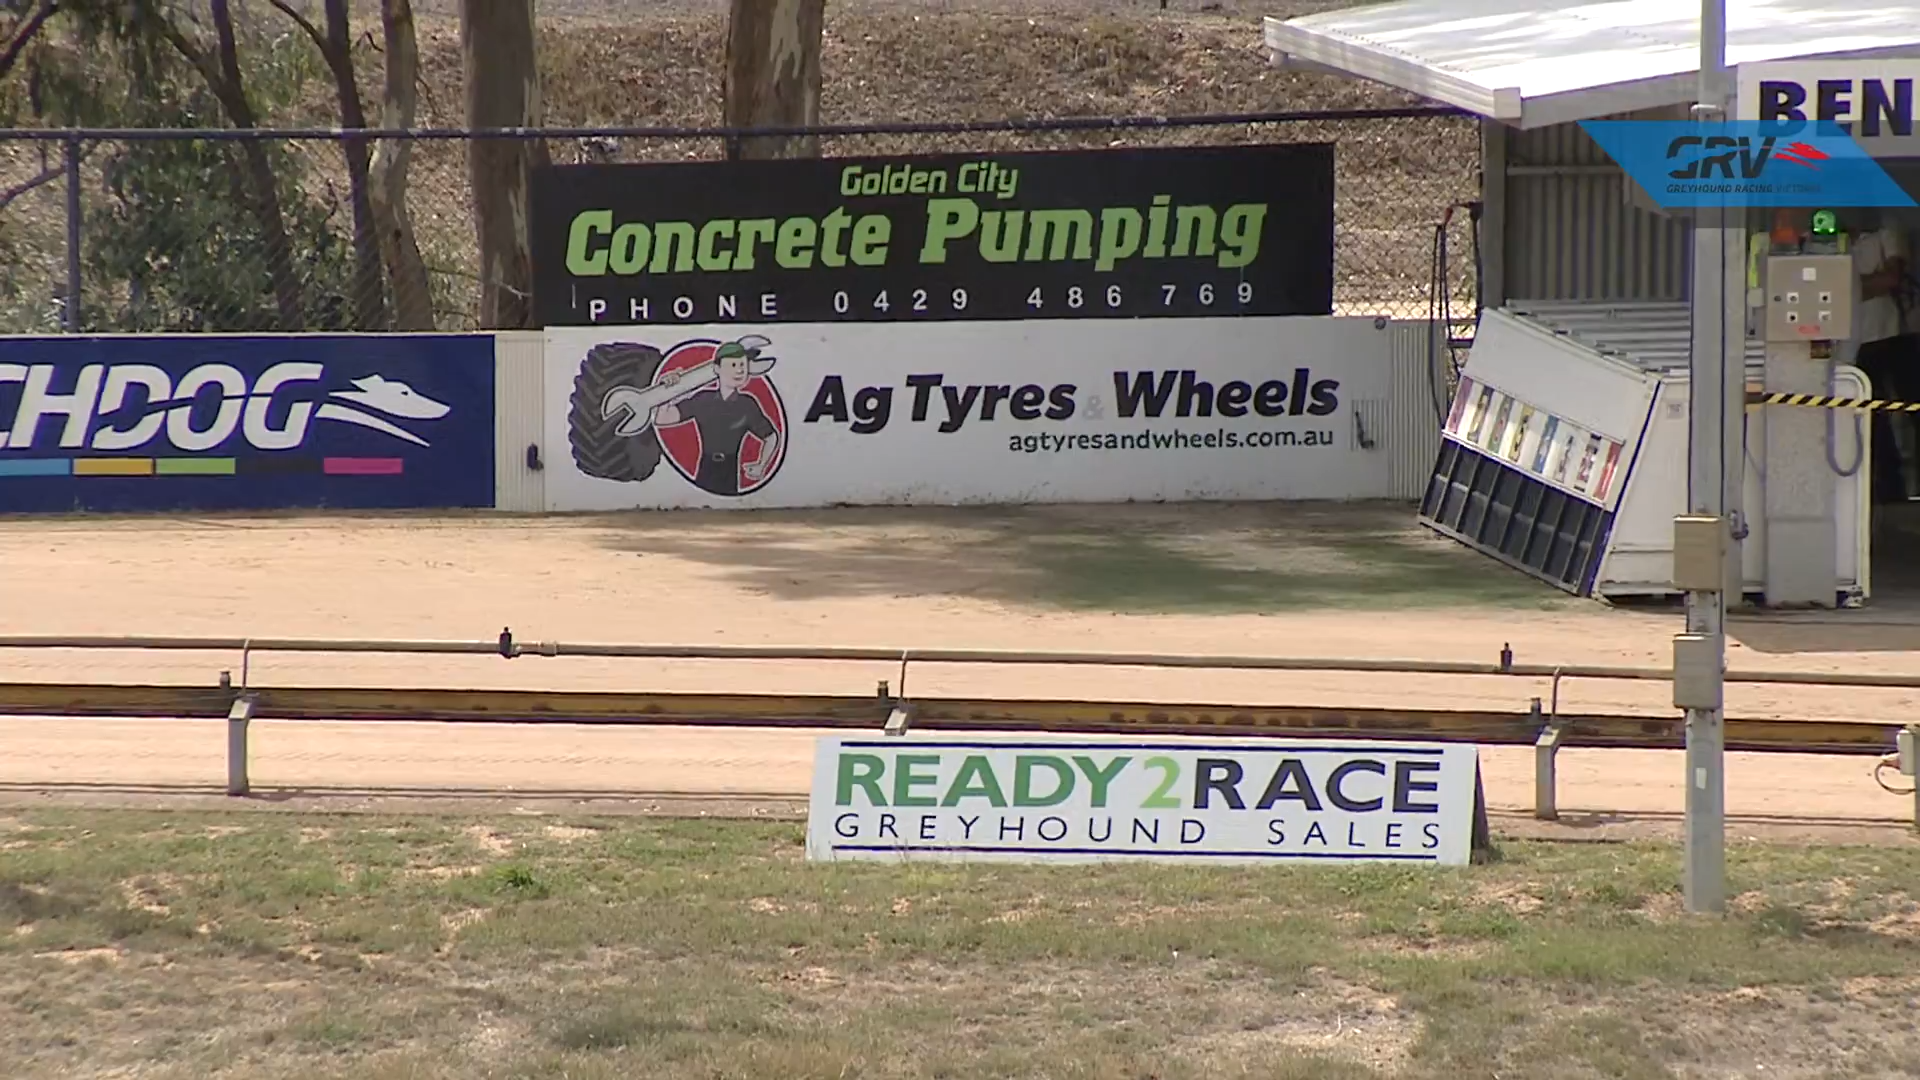 BEN
GRV
GREYHOUND RACING VICTORIA
Golden City
Concrete Pumping
PHONE 0429 486 769
CHDOG
Ag Tyres & Wheels
agtyresandwheels.com.au
READY2RACE
GREYHOUND SALES